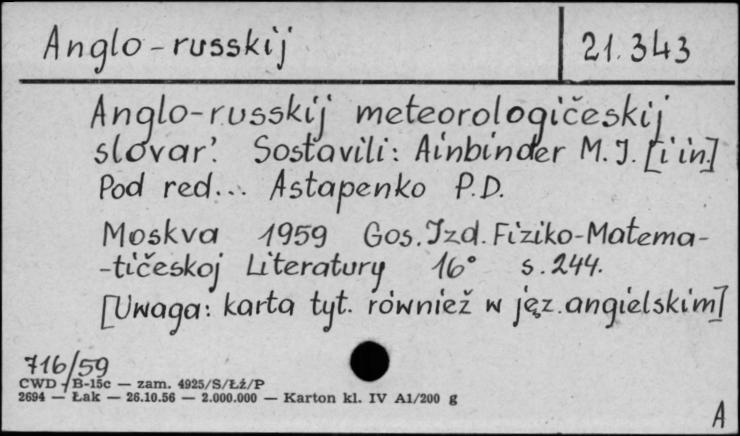 Anglo-russkij
21.343
Anglo-russkij meteorologičeskij
slovar'. Sostavili: Ainbinder M.J. [i in.]
Pod red... Astapenko P.D.
Moskva 1959 Gos.Izd.Fiziko-Matema-
-tičeskoj Literatury 16° s.244.
[Uwaga: karta tyt. również w jęz.angielskim]
716/59
CWD - B-15c — zam. 4925/S/Łź/P
2694 — Łak — 26.10.56 — 2.000.000 — Karton kl. IV A1/200 g
A